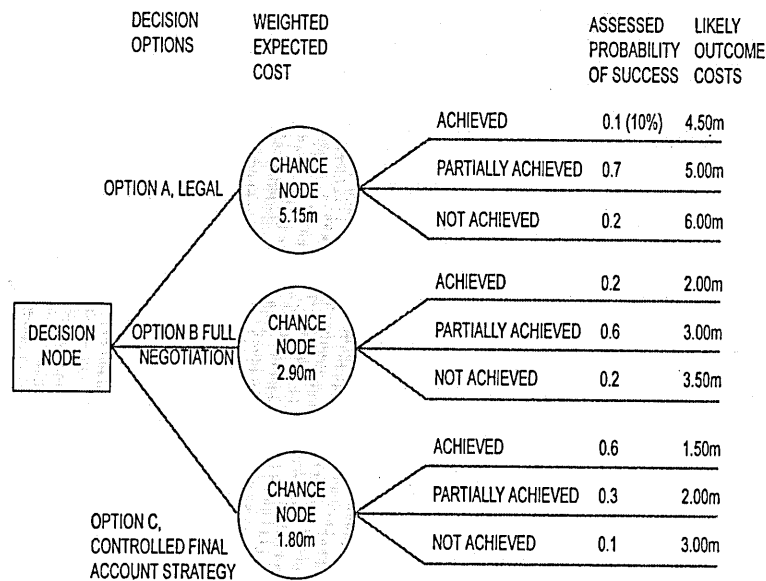 DECISION
OPTIONS
WEIGHTED
EXPECTED
COST
ASSESSED
PROBABILITY
OF SUCCESS
LIKELY
OUTCOME
COSTS
DECISION
NODE
OPTION A, LEGAL
CHANCE
NODE
5.15m
ACHIEVED 0.1 (10%) 4.50m
PARTIALLY ACHIEVED 0.7 5.00m
NOT ACHIEVED 0.2 6.00m
OPTION B FULL
NEGOTIATION
CHANCE
NODE
2.90m
ACHIEVED 0.2 2.00m
PARTIALLY ACHIEVED 0.6 3.00m
NOT ACHIEVED 0.2 3.50m
OPTION C,
CONTROLLED FINAL
ACCOUNT STRATEGY
CHANCE
NODE
1.80m
ACHIEVED 0.6 1.50m
PARTIALLY ACHIEVED 0.3 2.00m
NOT ACHIEVED 0.1 3.00m